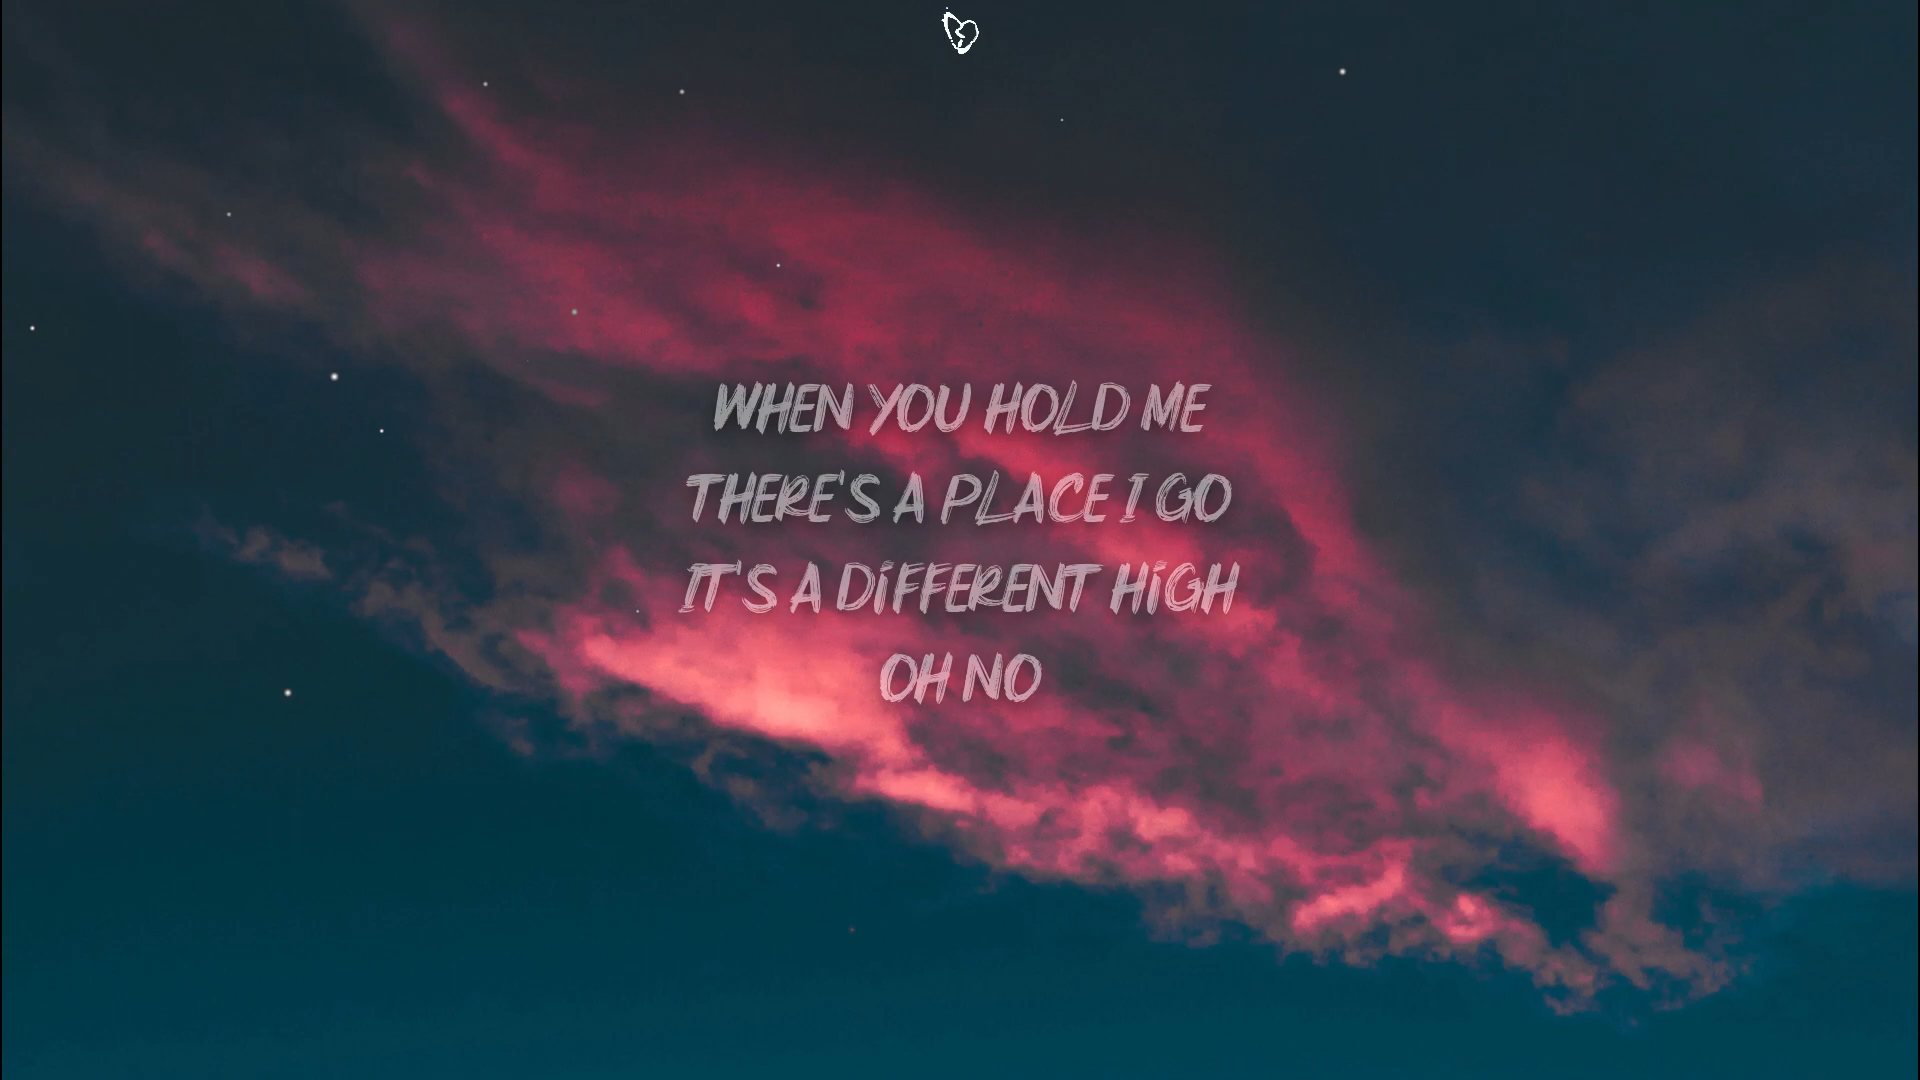 WHEN YOU HOLD ME
THERE'S A PLACE I GO
IT'S A DIFFERENT HIGH
OH NO